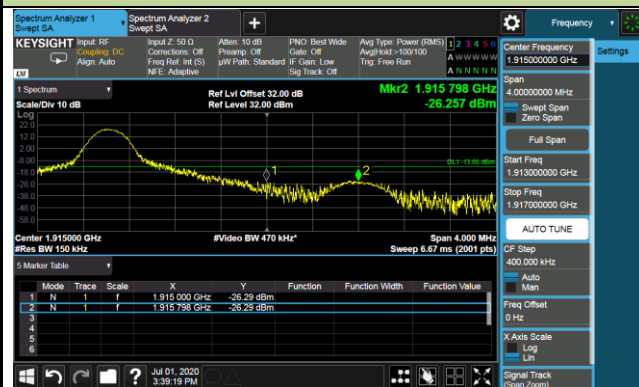 Spectrum Analyzer 1
Swept SA
Spectrum Analyzer 2
Swept SA
+
Frequency
KEYSIGHT
Input: RF
Coupling: DC
Align: Auto
Input Z: 50 Ω
Corrections: Off
Freq Ref: Int (S)
NFE: Adaptive
Atten: 10 dB
Preamp: Off
µW Path: Standard
PNO: Best Wide
Gate: Off
IF Gain: Low
Sig Track: Off
Avg Type: Power (RMS)
Avg|Hold:>100/100
Trig: Free Run
1 2 3 4 5 6
A W W W W W
A N N N N N
LXI
1 Spectrum
Scale/Div 10 dB
Ref Lvl Offset 32.00 dB
Ref Level 32.00 dBm
Mkr2 1.915 798 GHz
-26.257 dBm
Log
22.0
12.0
2.00
-8.00
-18.0
-28.0
-38.0
-48.0
-58.0
DL1 -13.00 dBm
1
2
Center 1.915000 GHz
#Res BW 150 kHz
#Video BW 470 kHz*
Span 4.000 MHz
Sweep 6.67 ms (2001 pts)
5 Marker Table
Mode Trace Scale X Y Function Function Width Function Value
1 N 1 f 1.915 000 GHz -26.29 dBm
2 N 1 f 1.915 798 GHz -26.29 dBm
3
4
5
6
Center Frequency
1.915000000 GHz
Settings
Span
4.00000000 MHz
Swept Span
Zero Span
Full Span
Start Freq
1.913000000 GHz
Stop Freq
1.917000000 GHz
AUTO TUNE
CF Step
400.000 kHz
Auto
Man
Freq Offset
0 Hz
X Axis Scale
Log
Lin
Signal Track
(Span Zoom)
?
Jul 01, 2020
3:39:19 PM